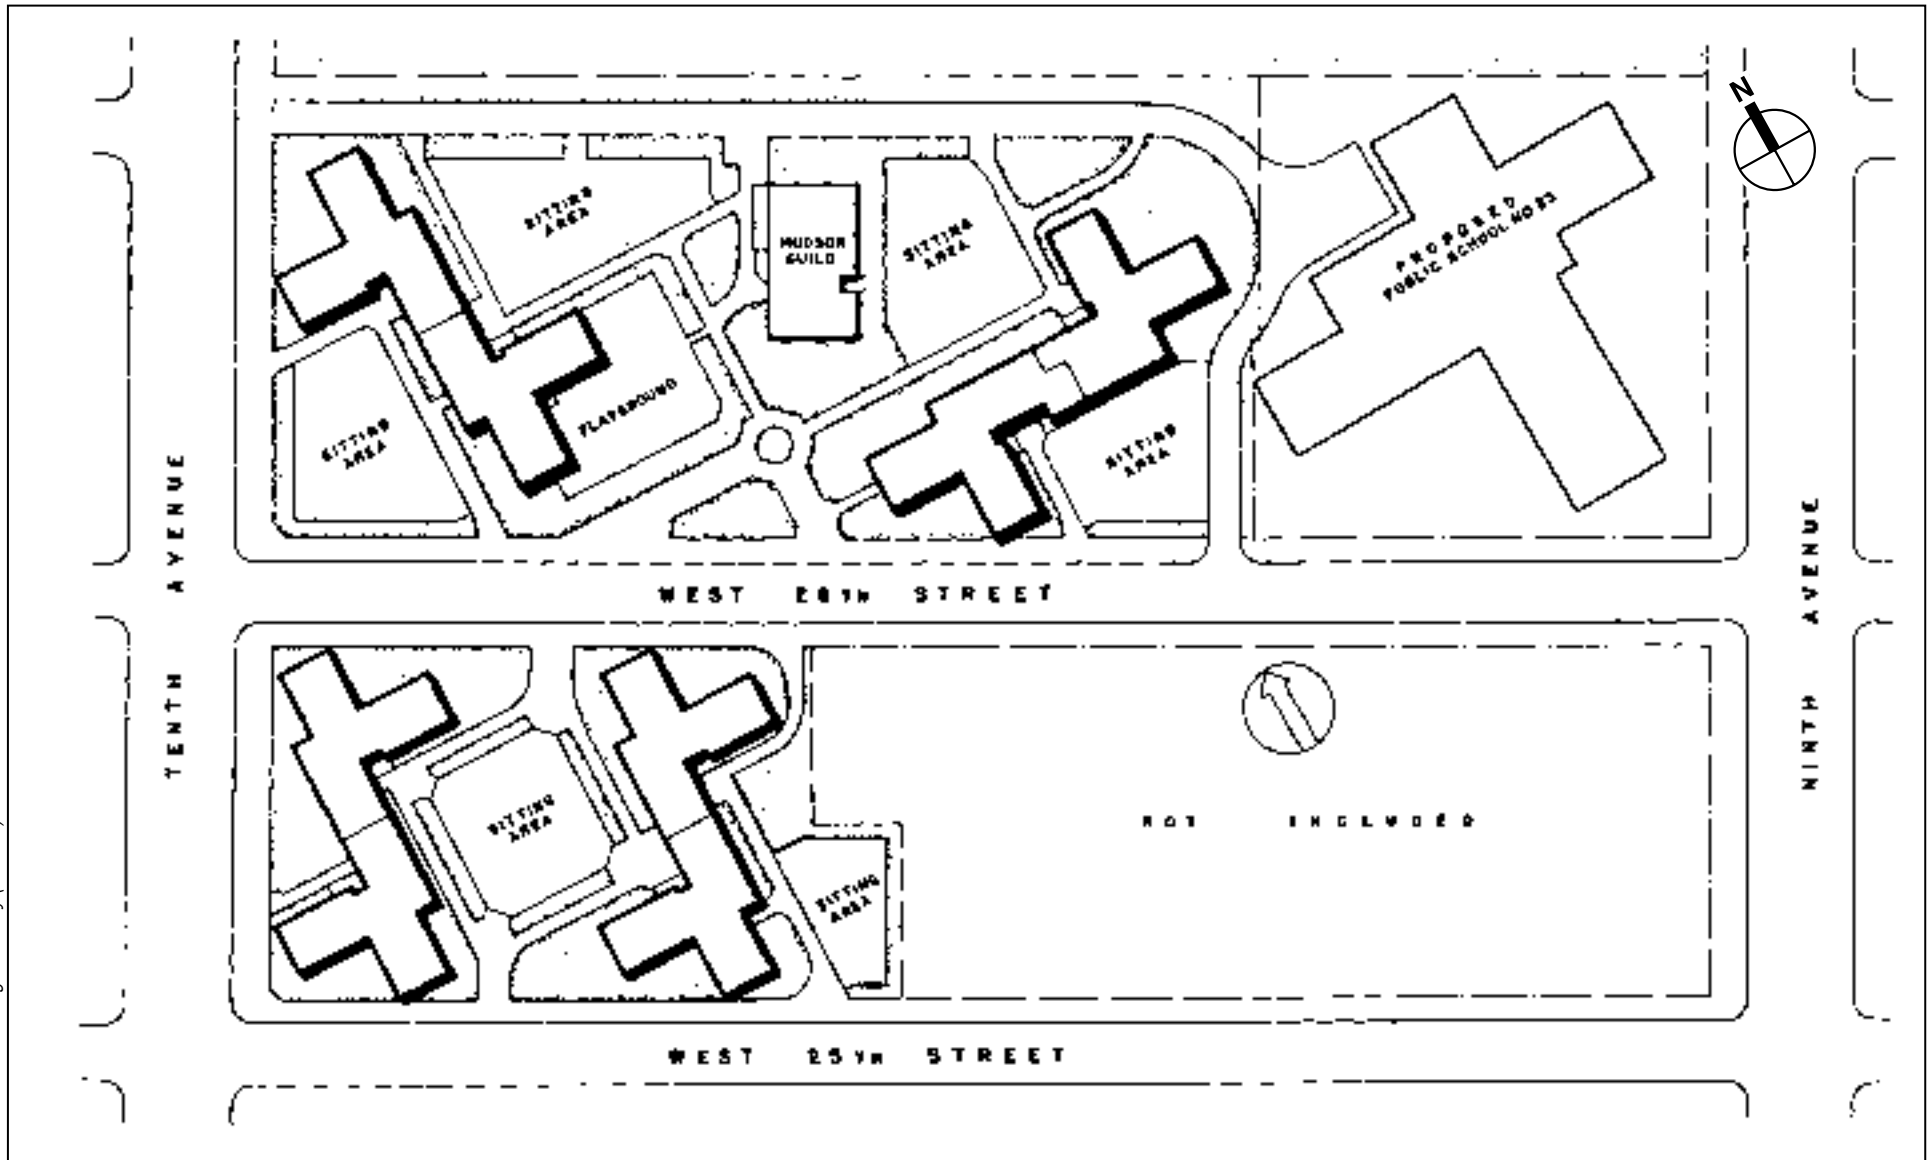 N
SITTING
AREA
HUDSON
GUILD
SITTING
AREA
PROPOSED
PUBLIC SCHOOL NO 33
PLAYGROUND
SITTING
AREA
SITTING
AREA
TENTH AVENUE
NINTH AVENUE
WEST 26TH STREET
SITTING
AREA
SITTING
AREA
NOT INCLUDED
WEST 25TH STREET